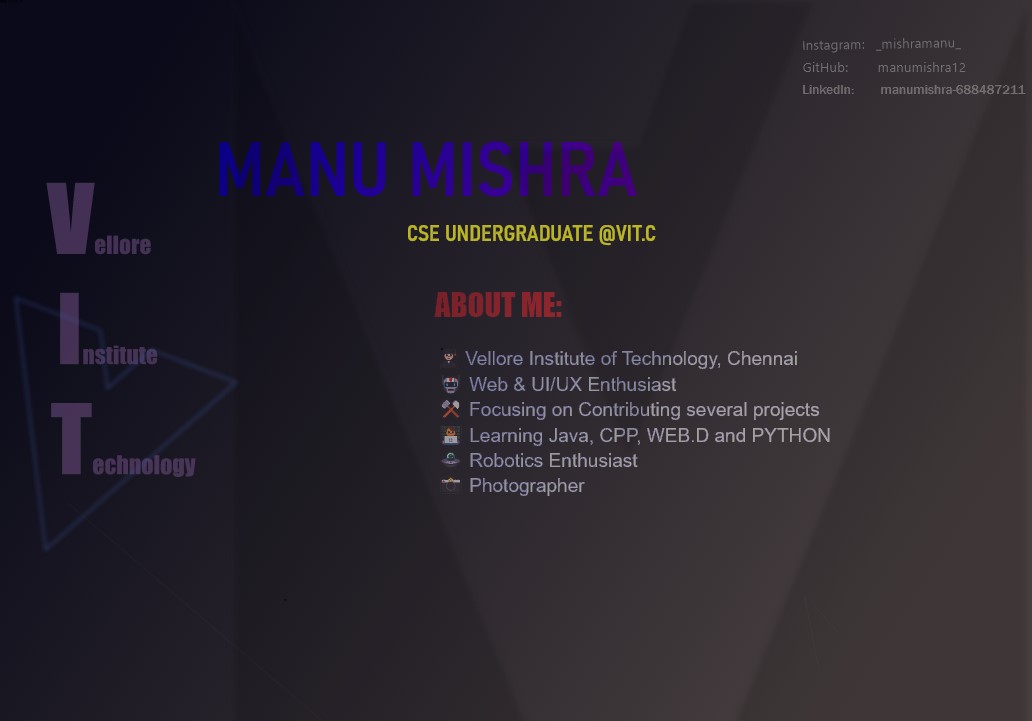 Instagram: _mishramanu_
GitHub: manumishra12
LinkedIn: manumishra-688487211
MANU MISHRA
CSE UNDERGRADUATE @VIT.C
Vellore
Institute
Technology
ABOUT ME:
Vellore Institute of Technology, Chennai
Web & UI/UX Enthusiast
Focusing on Contributing several projects
Learning Java, CPP, WEB.D and PYTHON
Robotics Enthusiast
Photographer